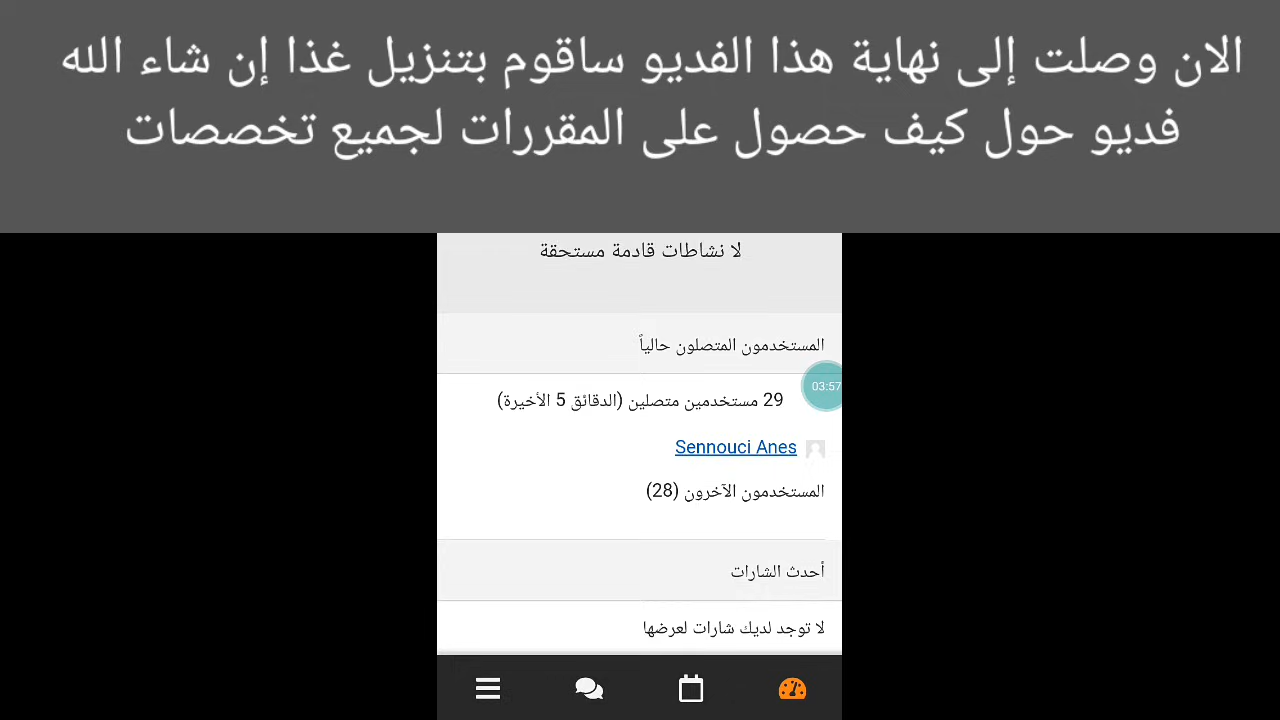 الان وصلت إلى نهاية هذا الفديو ساقوم بتنزيل غذا إن شاء الله
فديو حول كيف حصول على المقررات لجميع تخصصات
لا نشاطات قادمة مستحقة
المستخدمون المتصلون حالياً
03:57
29 مستخدمين متصلين (الدقائق 5 الأخيرة)
Sennouci Anes
المستخدمون الآخرون (28)
أحدث الشارات
لا توجد لديك شارات لعرضها